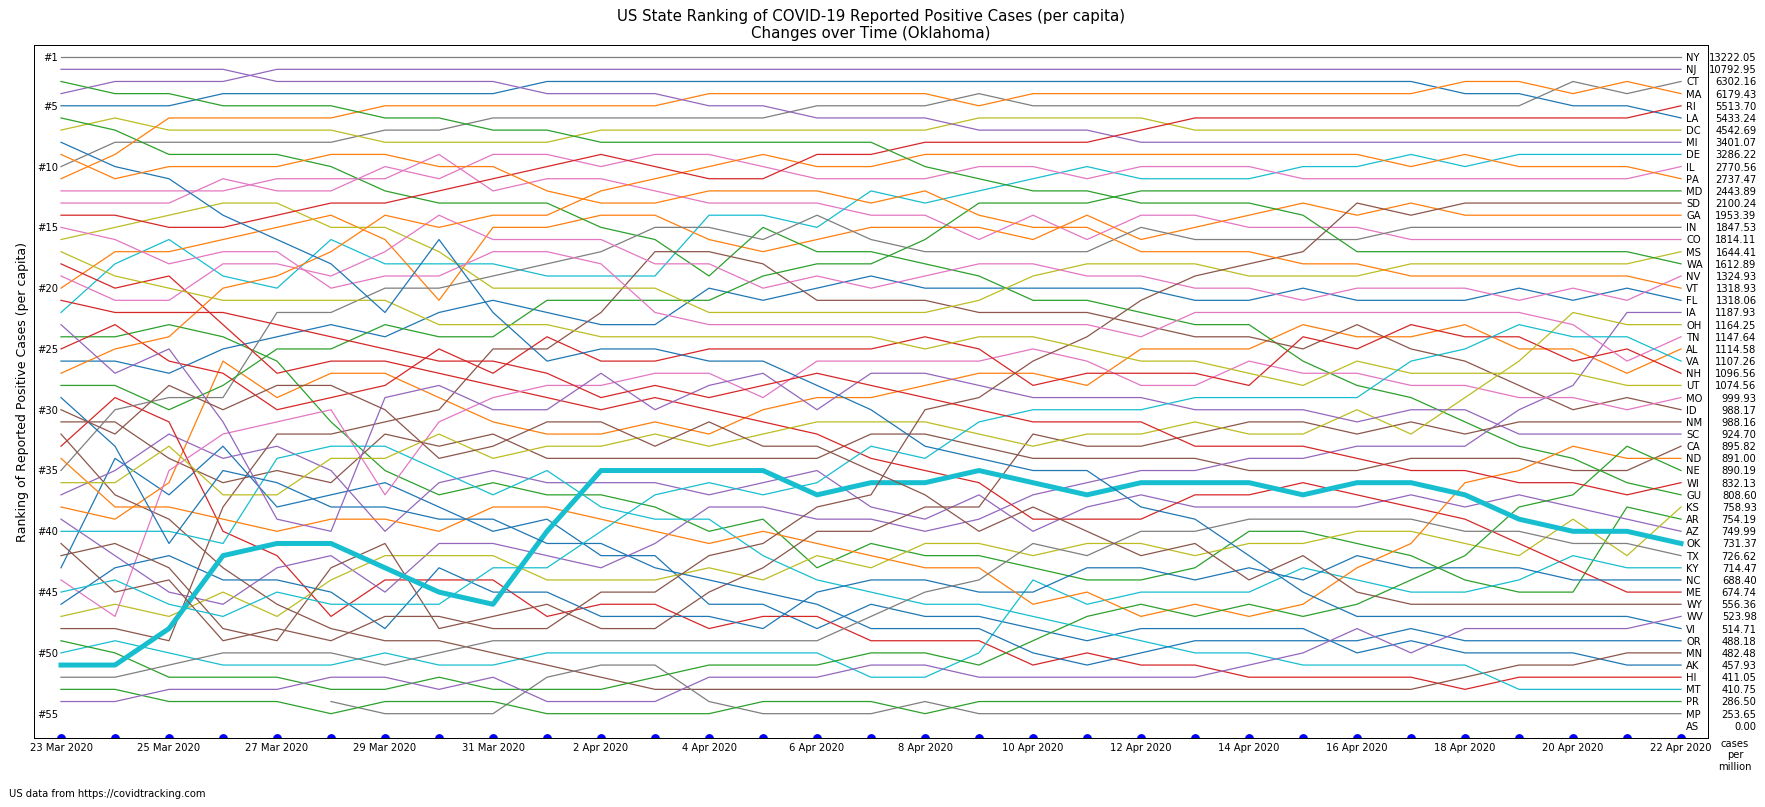 US State Ranking of COVID-19 Reported Positive Cases (per capita)
Changes over Time (Oklahoma)
Ranking of Reported Positive Cases (per capita)
#1
#5
#10
#15
#20
#25
#30
#35
#40
#45
#50
#55
NY 13222.05
NJ 10792.95
CT 6302.16
MA 6179.43
RI 5513.70
LA 5433.24
DC 4542.69
MI 3401.07
DE 3286.22
IL 2770.56
PA 2737.47
MD 2443.89
SD 2100.24
GA 1953.39
IN 1847.53
CO 1814.11
MS 1644.41
WA 1612.89
NV 1324.93
VT 1318.93
FL 1318.06
IA 1187.93
OH 1164.25
TN 1147.64
AL 1114.58
VA 1107.26
NH 1096.56
UT 1074.56
MO 999.93
ID 988.17
NM 988.16
SC 924.70
CA 895.82
ND 891.00
NE 890.19
WI 832.13
GU 808.60
KS 758.93
AR 754.19
AZ 749.99
OK 731.37
TX 726.62
KY 714.47
NC 688.40
ME 674.74
WY 556.36
WV 523.98
VI 514.71
OR 488.18
MN 482.48
AK 457.93
HI 411.05
MT 410.75
PR 286.50
MP 253.65
AS 0.00
23 Mar 2020 25 Mar 2020 27 Mar 2020 29 Mar 2020 31 Mar 2020 2 Apr 2020 4 Apr 2020 6 Apr 2020 8 Apr 2020 10 Apr 2020 12 Apr 2020 14 Apr 2020 16 Apr 2020 18 Apr 2020 20 Apr 2020 22 Apr 2020
cases
per
million
US data from https://covidtracking.com